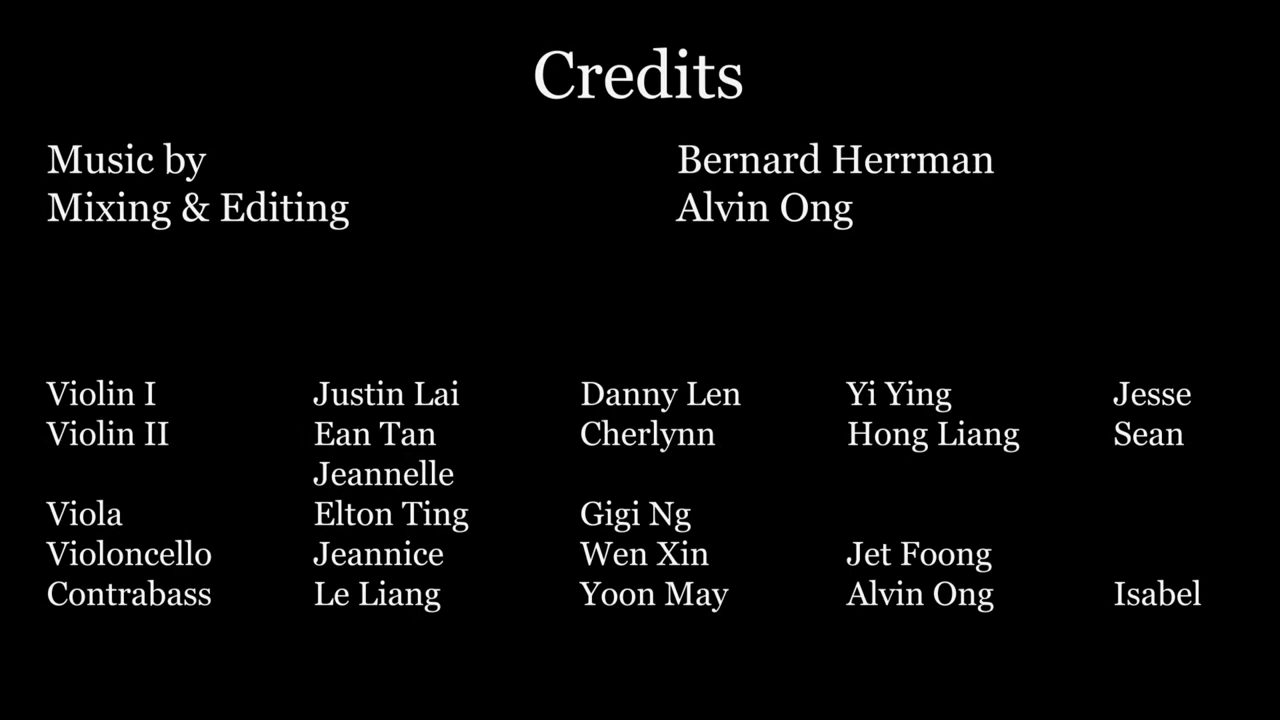 Credits
Music by Bernard Herrman
Mixing & Editing Alvin Ong
Violin I Justin Lai Danny Len Yi Ying Jesse
Violin II Ean Tan Cherlynn Hong Liang Sean
Jeannelle
Viola Elton Ting Gigi Ng
Violoncello Jeannice Wen Xin Jet Foong
Contrabass Le Liang Yoon May Alvin Ong Isabel